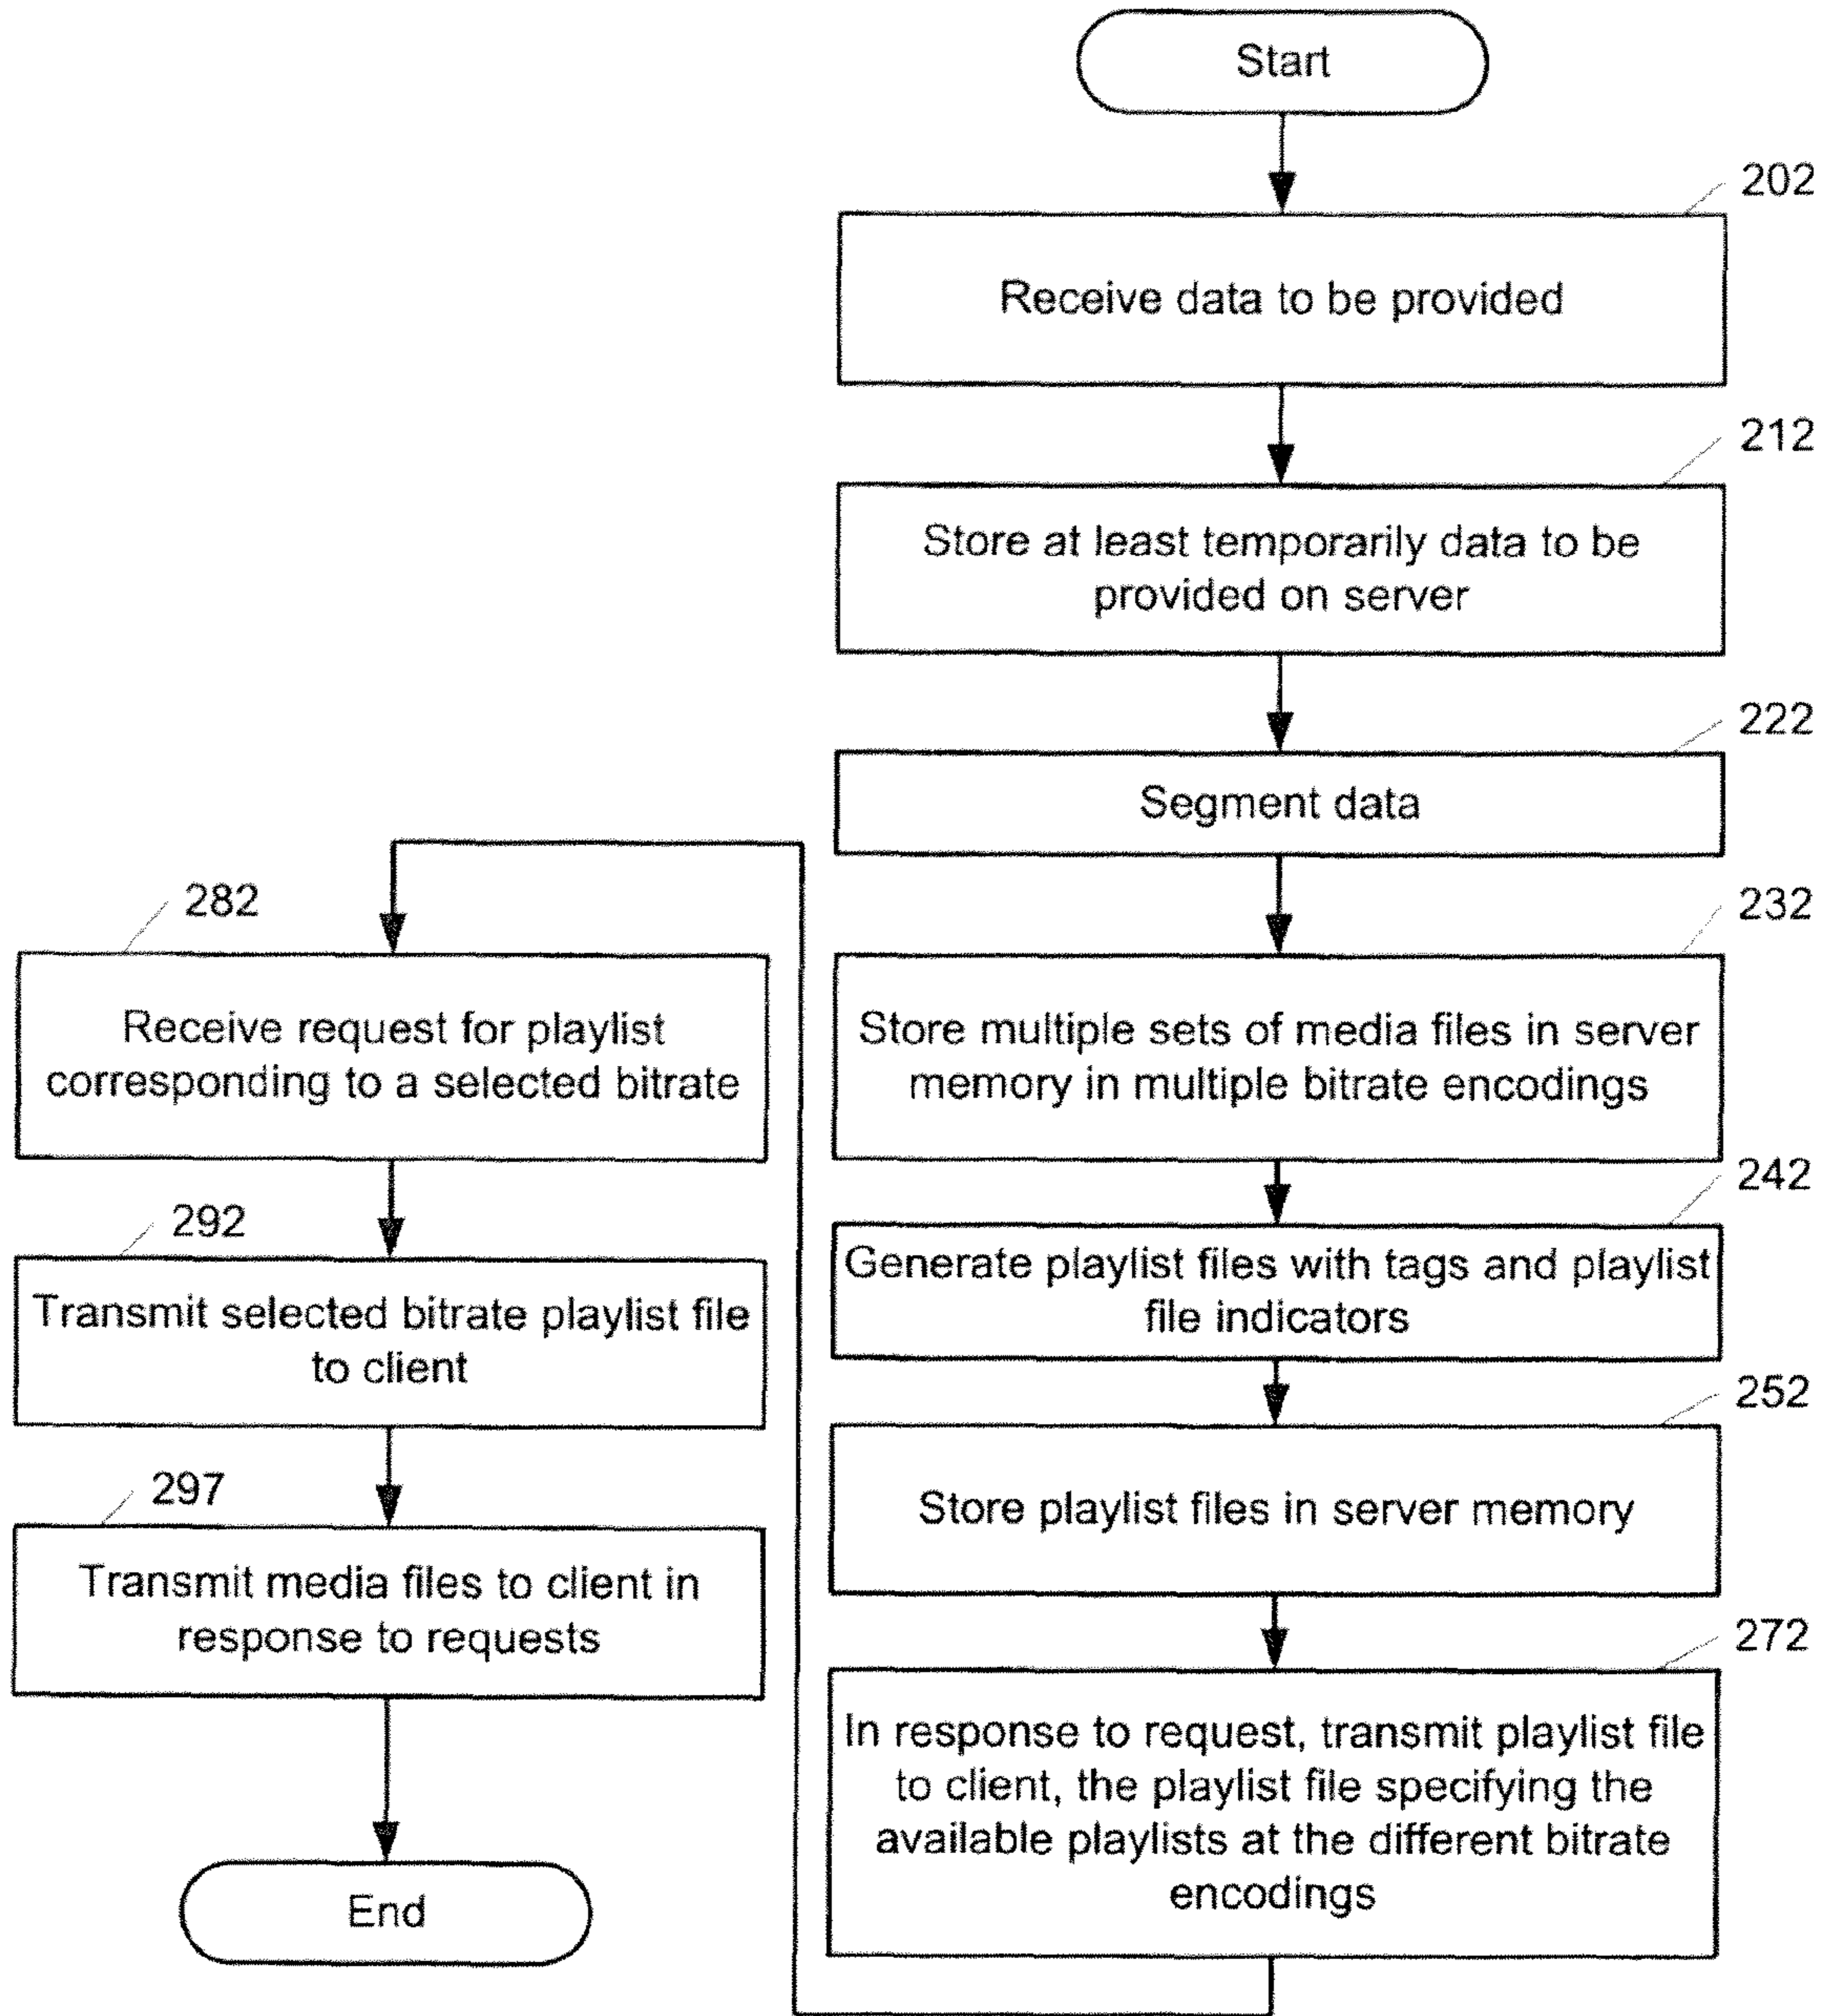 Start
202
Receive data to be provided
212
Store at least temporarily data to be
provided on server
222
Segment data
232
Store multiple sets of media files in server
memory in multiple bitrate encodings
242
Generate playlist files with tags and playlist
file indicators
252
Store playlist files in server memory
272
In response to request, transmit playlist file
to client, the playlist file specifying the
available playlists at the different bitrate
encodings
282
Receive request for playlist
corresponding to a selected bitrate
292
Transmit selected bitrate playlist file
to client
297
Transmit media files to client in
response to requests
End